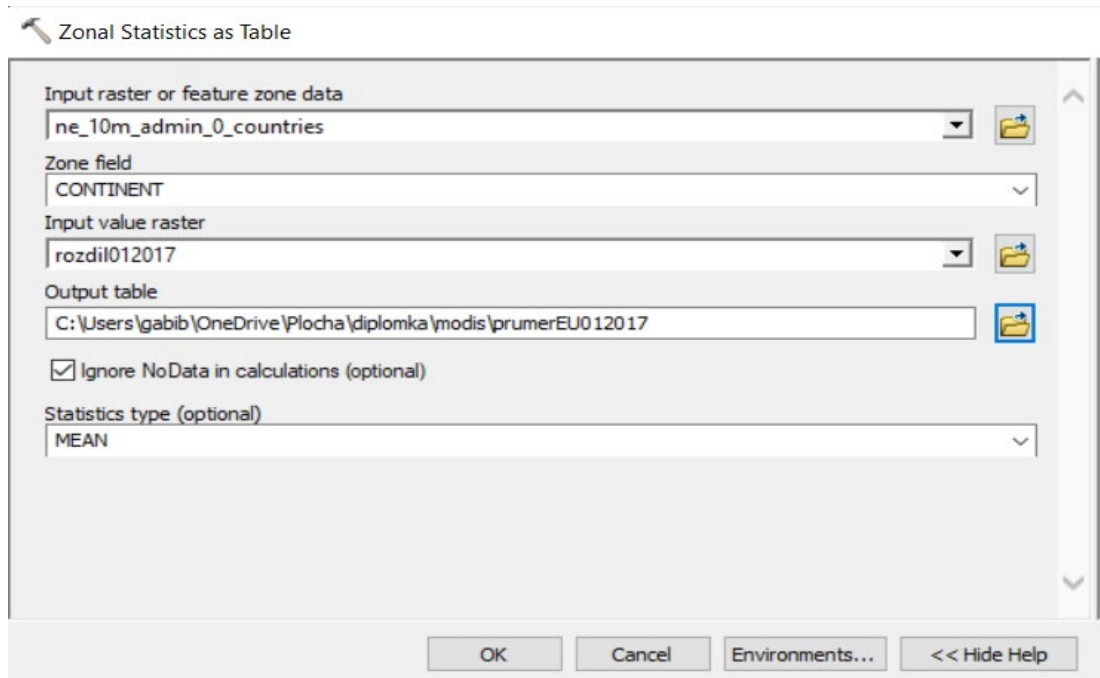 Zonal Statistics as Table
Input raster or feature zone data
ne_10m_admin_0_countries
Zone field
CONTINENT
Input value raster
rozdil012017
Output table
C:\Users\gabib\OneDrive\Plocha\diplomka\modis\prumerEU012017
Ignore NoData in calculations (optional)
Statistics type (optional)
MEAN
OK Cancel Environments... << Hide Help